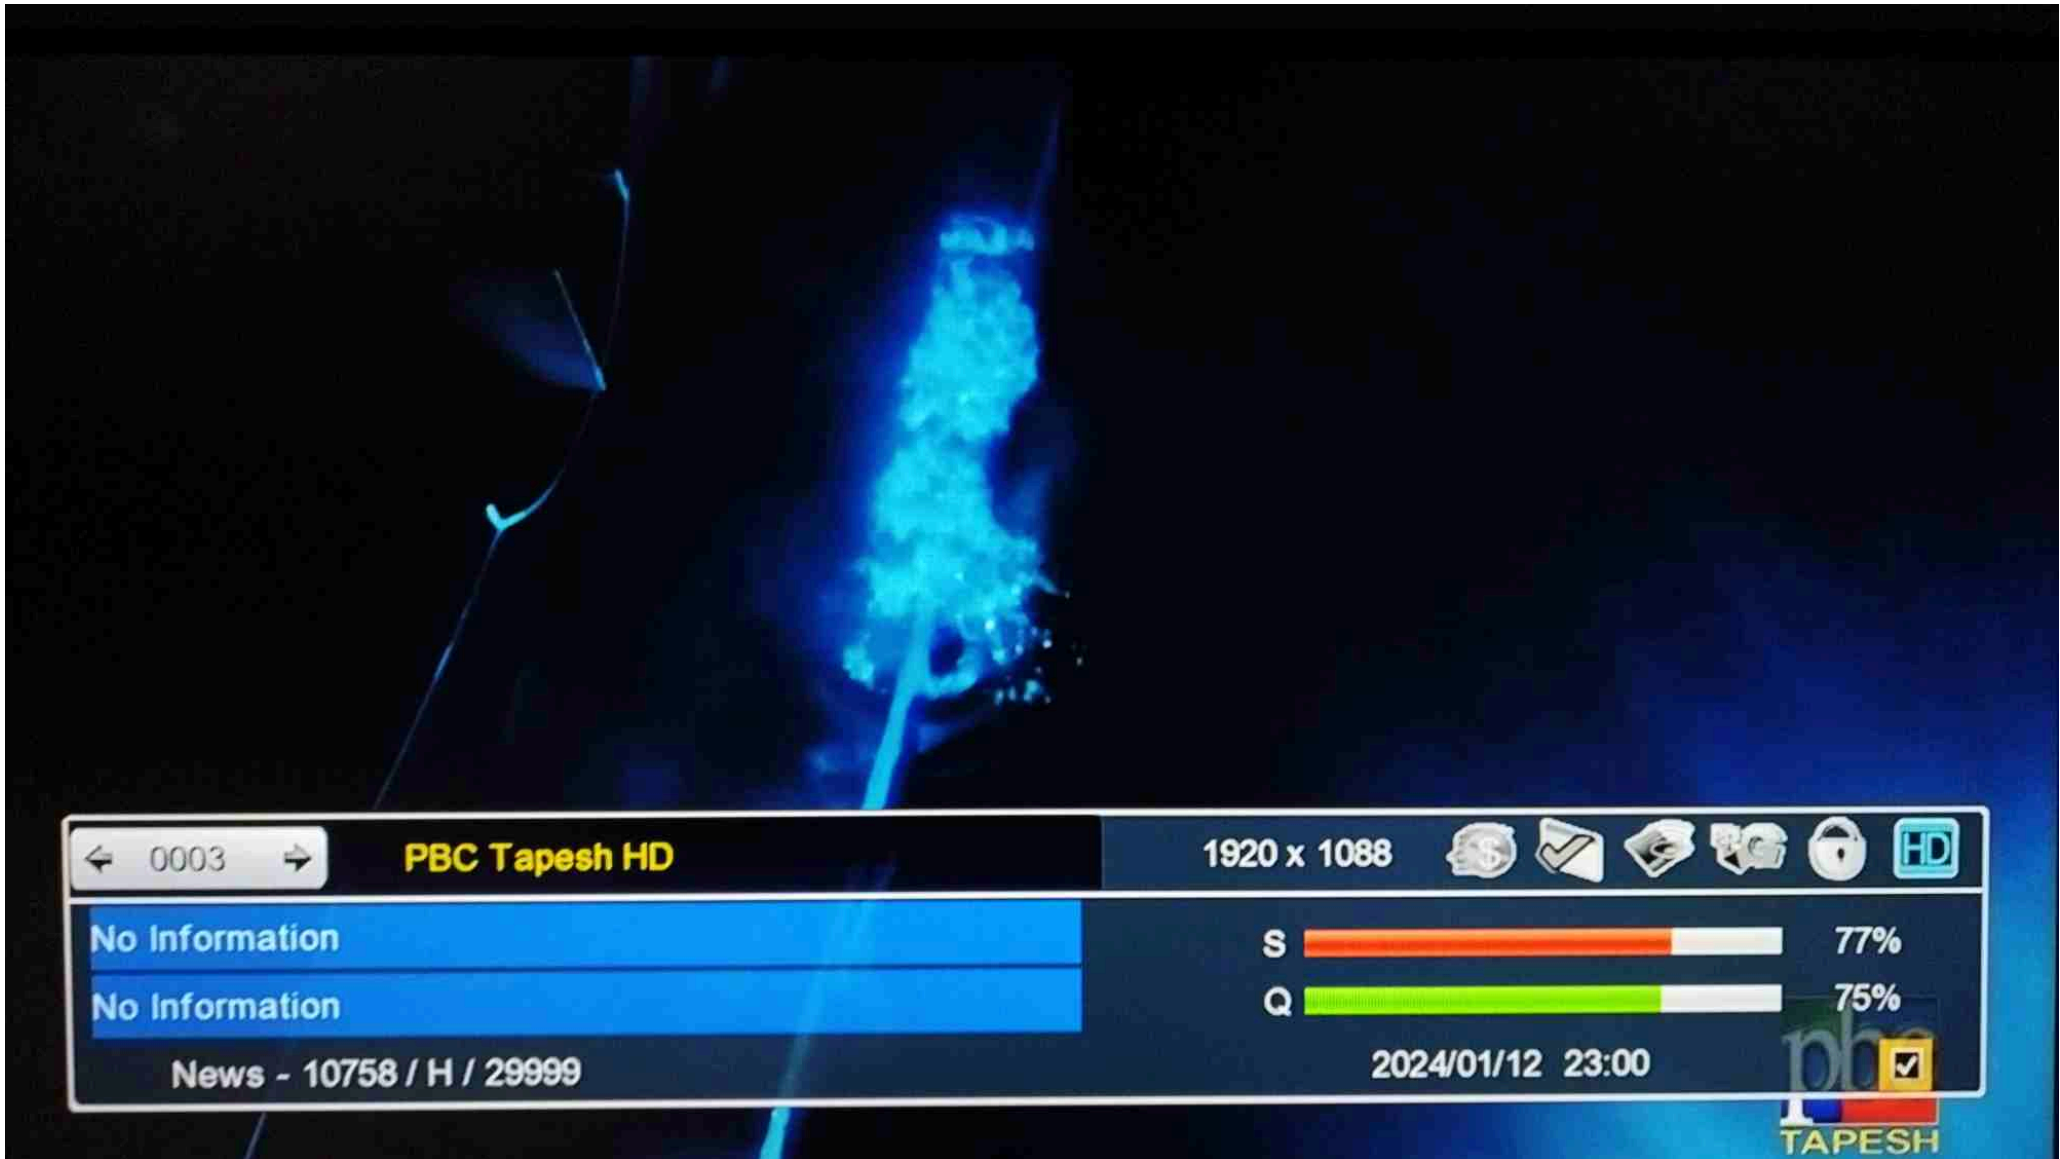 0003
PBC Tapesh HD
1920 x 1088
$
HD
No Information
S 77%
No Information
Q 75%
News - 10758 / H / 29999
2024/01/12 23:00
pbc
TAPESH